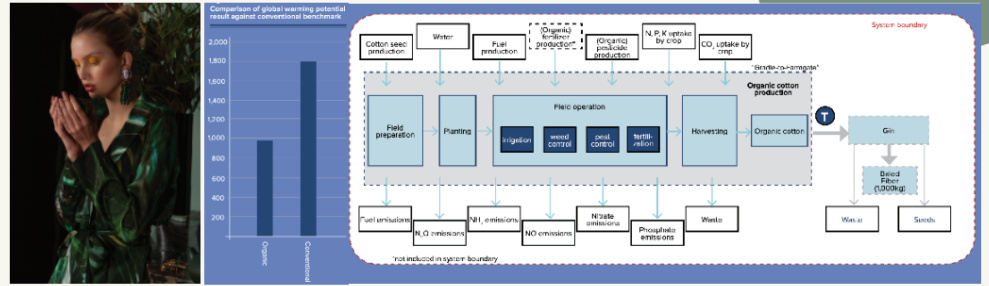 Comparison of global warming potential
result against conventional benchmark
2,000
1,800
1,600
1,400
1,200
1,000
800
600
400
200
Organic
Conventional
System boundary
Cotton seed
production
Water
Fuel
production
(Organic)
fertilizer
production*
(Organic)
pesticide
production
N, P, K uptake
by crop
CO₂ uptake by
crop
"Cradle-to-Farmgate"
Organic cotton
production
Field
preparation
Planting
Field operation
irrigation
weed
control
pest
control
fertili-
zation
Harvesting
Organic cotton
T
Gin
Baled
Fiber
(1,000kg)
Waste
Seeds
Fuel emissions
N₂O emissions
NH₃ emissions
NO emissions
Nitrate
emissions
Phosphate
emissions
Waste
*not included in system boundary